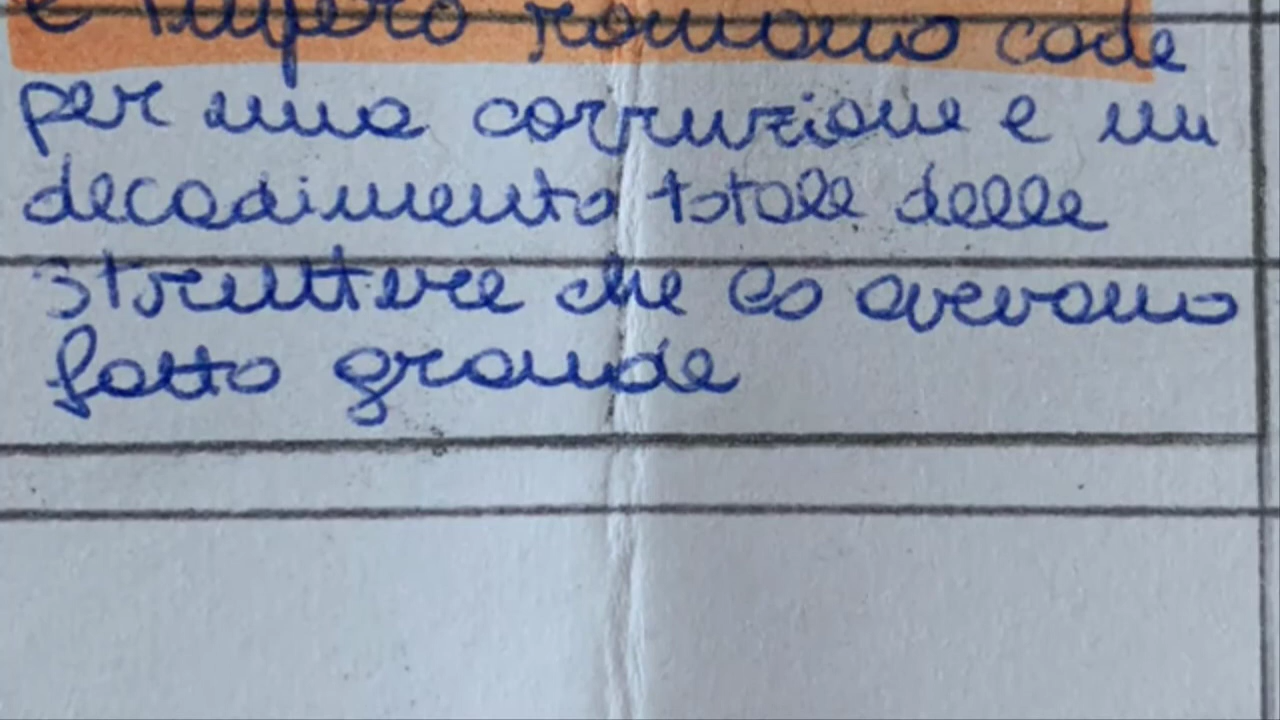 e Impero romano cade
per una corruzione e un
decadimento totale delle
strutture che lo avevano
fatto grande